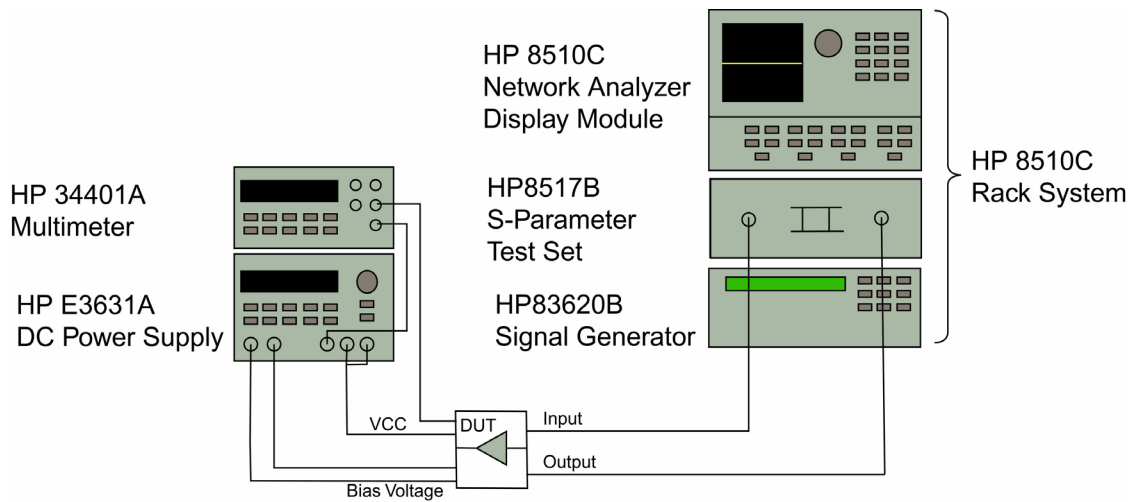 HP 8510C
Network Analyzer
Display Module
HP 8510C
Rack System
HP 34401A
Multimeter
HP8517B
S-Parameter
Test Set
HP E3631A
DC Power Supply
HP83620B
Signal Generator
VCC
DUT
Input
Output
Bias Voltage